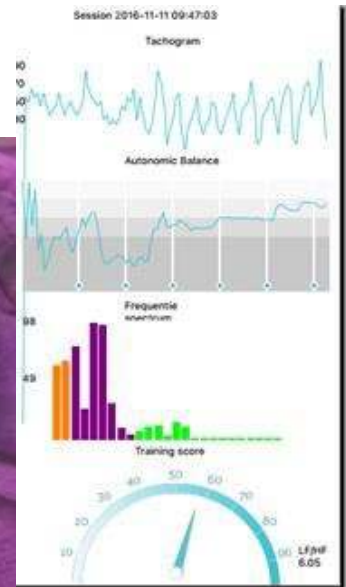 Session 2016-11-11 09:47:03
Tachogram
Autonomic Balance
Frequentie
spectrum
98
49
Training score
10
20
30
40
50
60
70
80
90
LF/HF
6.05